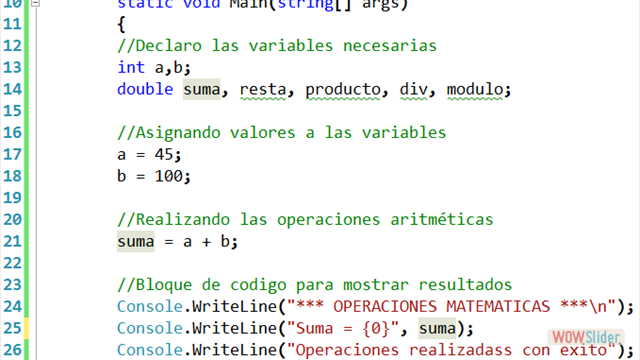 10 static void Main(string[] args)
11 {
12 //Declaro las variables necesarias
13 int a,b;
14 double suma, resta, producto, div, modulo;
15
16 //Asignando valores a las variables
17 a = 45;
18 b = 100;
19
20 //Realizando las operaciones aritméticas
21 suma = a + b;
22
23 //Bloque de codigo para mostrar resultados
24 Console.WriteLine("*** OPERACIONES MATEMATICAS ***\n");
25 Console.WriteLine("Suma = {0}", suma);
26 Console.WriteLine("Operaciones realizadass con exito
WOWSlider